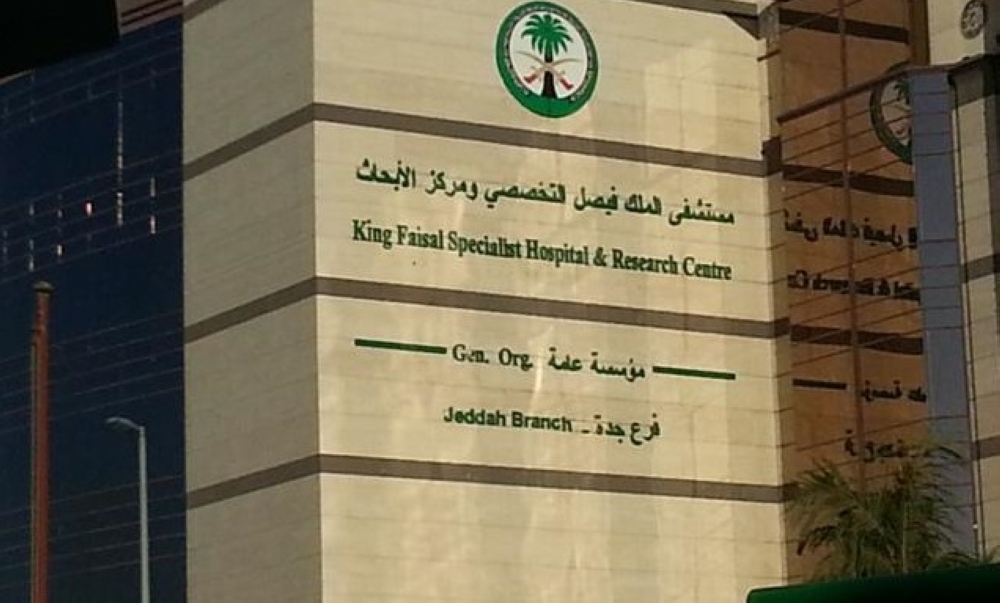 مستشفى الملك فيصل التخصصي ومركز الأبحاث
King Faisal Specialist Hospital & Research Centre
Gen. Org. مؤسسة عامة
Jeddah Branch - فرع جدة